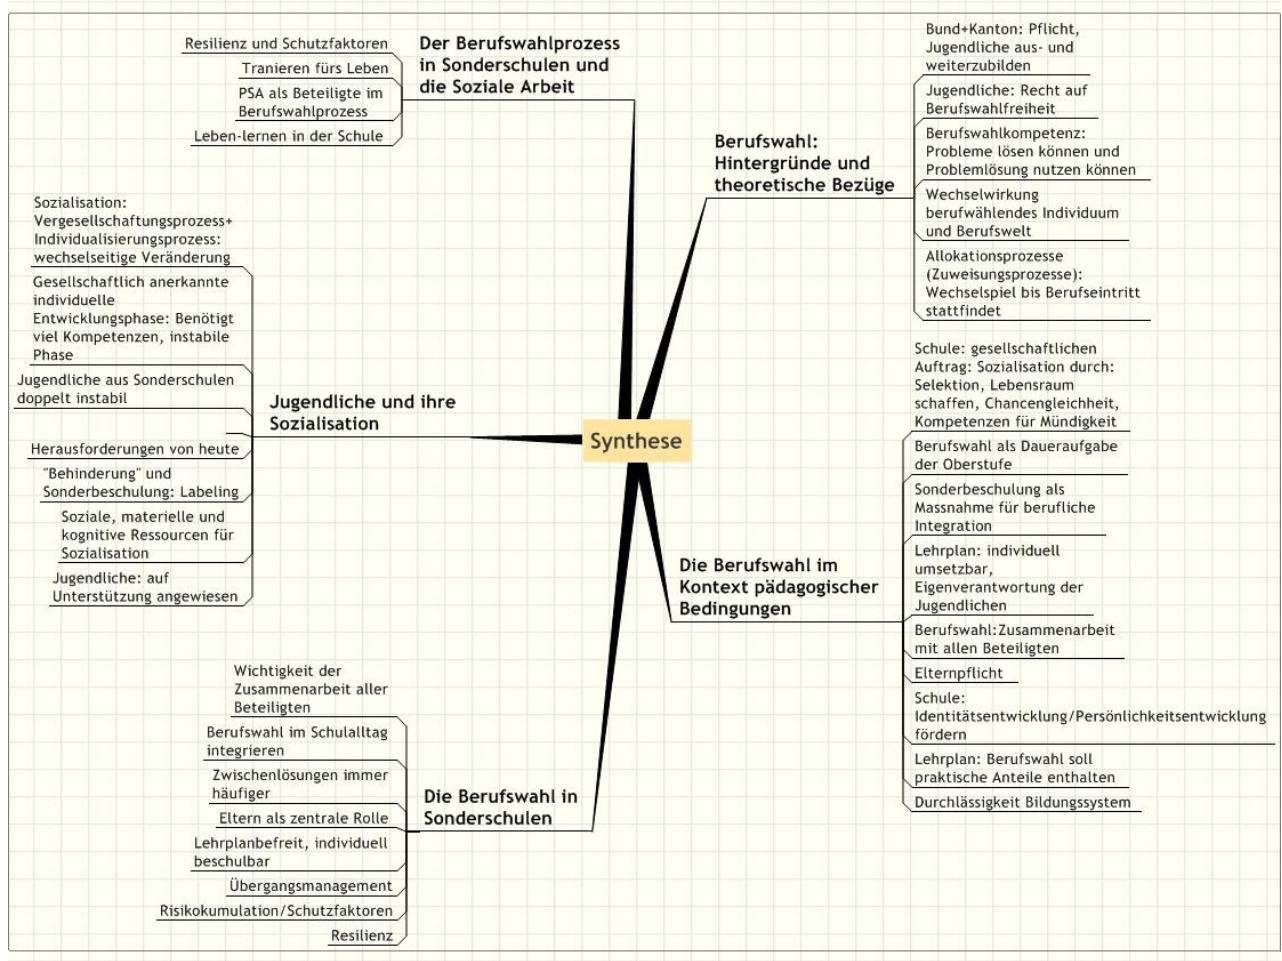 Resilienz und Schutzfaktoren
Tranieren fürs Leben
PSA als Beteiligte im
Berufswahlprozess
Leben-lernen in der Schule
Der Berufswahlprozess
in Sonderschulen und
die Soziale Arbeit
Sozialisation:
Vergesellschaftungsprozess+
Individualisierungsprozess:
wechselseitige Veränderung
Gesellschaftlich anerkannte
individuelle
Entwicklungsphase: Benötigt
viel Kompetenzen, instabile
Phase
Jugendliche aus Sonderschulen
doppelt instabil
Herausforderungen von heute
"Behinderung" und
Sonderbeschulung: Labeling
Soziale, materielle und
kognitive Ressourcen für
Sozialisation
Jugendliche: auf
Unterstützung angewiesen
Jugendliche und ihre
Sozialisation
Wichtigkeit der
Zusammenarbeit aller
Beteiligten
Berufswahl im Schulalltag
integrieren
Zwischenlösungen immer
häufiger
Eltern als zentrale Rolle
Lehrplanbefreit, individuell
beschulbar
Übergangsmanagement
Risikokumulation/Schutzfaktoren
Resilienz
Die Berufswahl in
Sonderschulen
Synthese
Berufswahl:
Hintergründe und
theoretische Bezüge
Bund+Kanton: Pflicht,
Jugendliche aus- und
weiterzubilden
Jugendliche: Recht auf
Berufswahlfreiheit
Berufswahlkompetenz:
Probleme lösen können und
Problemlösung nutzen können
Wechselwirkung
berufwählendes Individuum
und Berufswelt
Allokationsprozesse
(Zuweisungsprozesse):
Wechselspiel bis Berufseintritt
stattfindet
Die Berufswahl im
Kontext pädagogischer
Bedingungen
Schule: gesellschaftlichen
Auftrag: Sozialisation durch:
Selektion, Lebensraum
schaffen, Chancengleichheit,
Kompetenzen für Mündigkeit
Berufswahl als Daueraufgabe
der Oberstufe
Sonderbeschulung als
Massnahme für berufliche
Integration
Lehrplan: individuell
umsetzbar,
Eigenverantwortung der
Jugendlichen
Berufswahl:Zusammenarbeit
mit allen Beteiligten
Elternpflicht
Schule:
Identitätsentwicklung/Persönlichkeitsentwicklung
fördern
Lehrplan: Berufswahl soll
praktische Anteile enthalten
Durchlässigkeit Bildungssystem